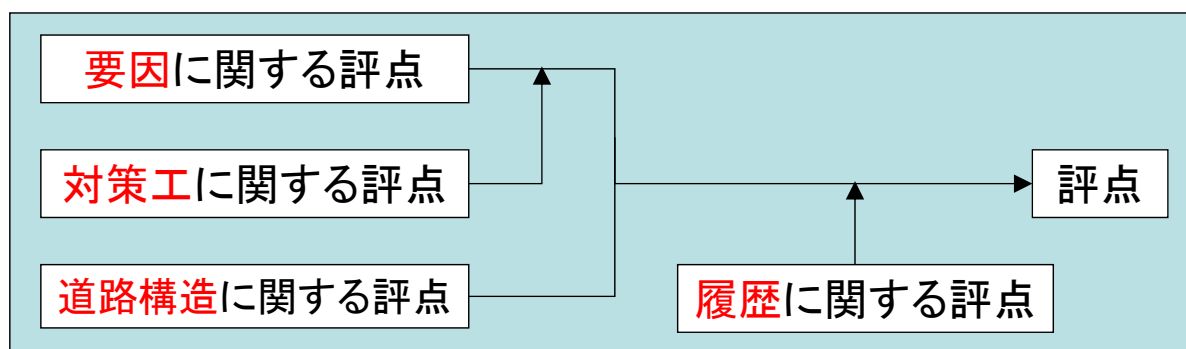 要因に関する評点
対策工に関する評点
評点
道路構造に関する評点
履歴に関する評点